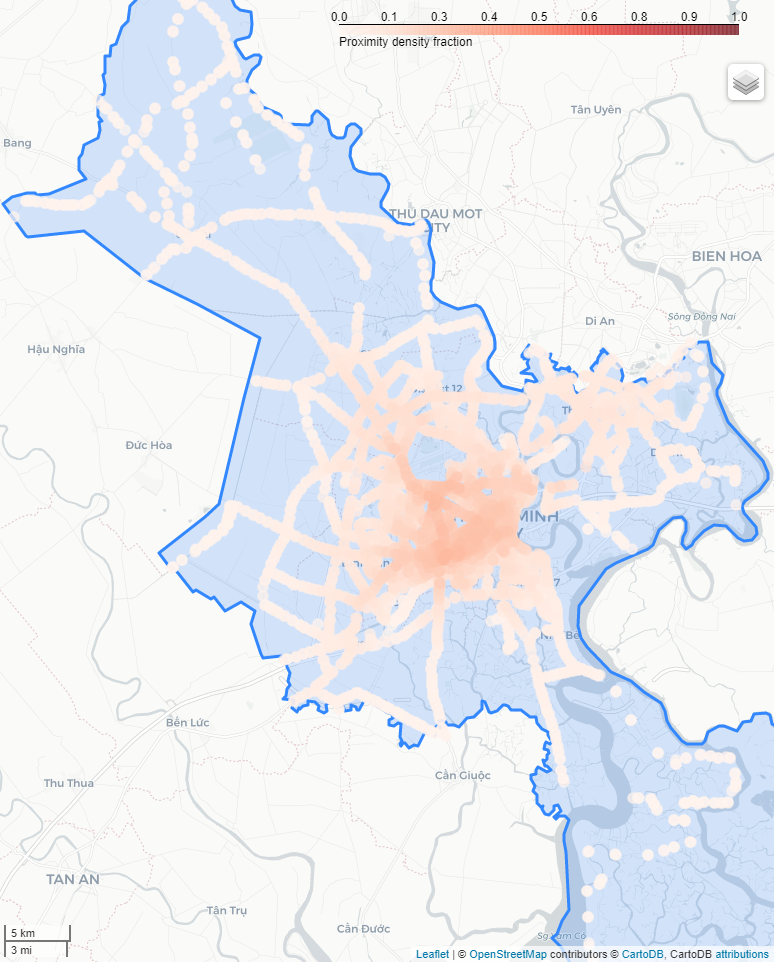 0.0 0.1 0.3 0.4 0.5 0.6 0.8 0.9 1.0
Proximity density fraction
Tân Uyên
Bang
THU DAU MOT
CITY
BIEN HOA
Sông Đồng Nai
Di An
Hậu Nghĩa
12
Đức Hòa
MINH
Bến Lức
Cần Giuộc
Thu Thua
TAN AN
Tân Trụ
Cần Đước
5 km
3 mi
Leaflet | © OpenStreetMap contributors © CartoDB, CartoDB attributions